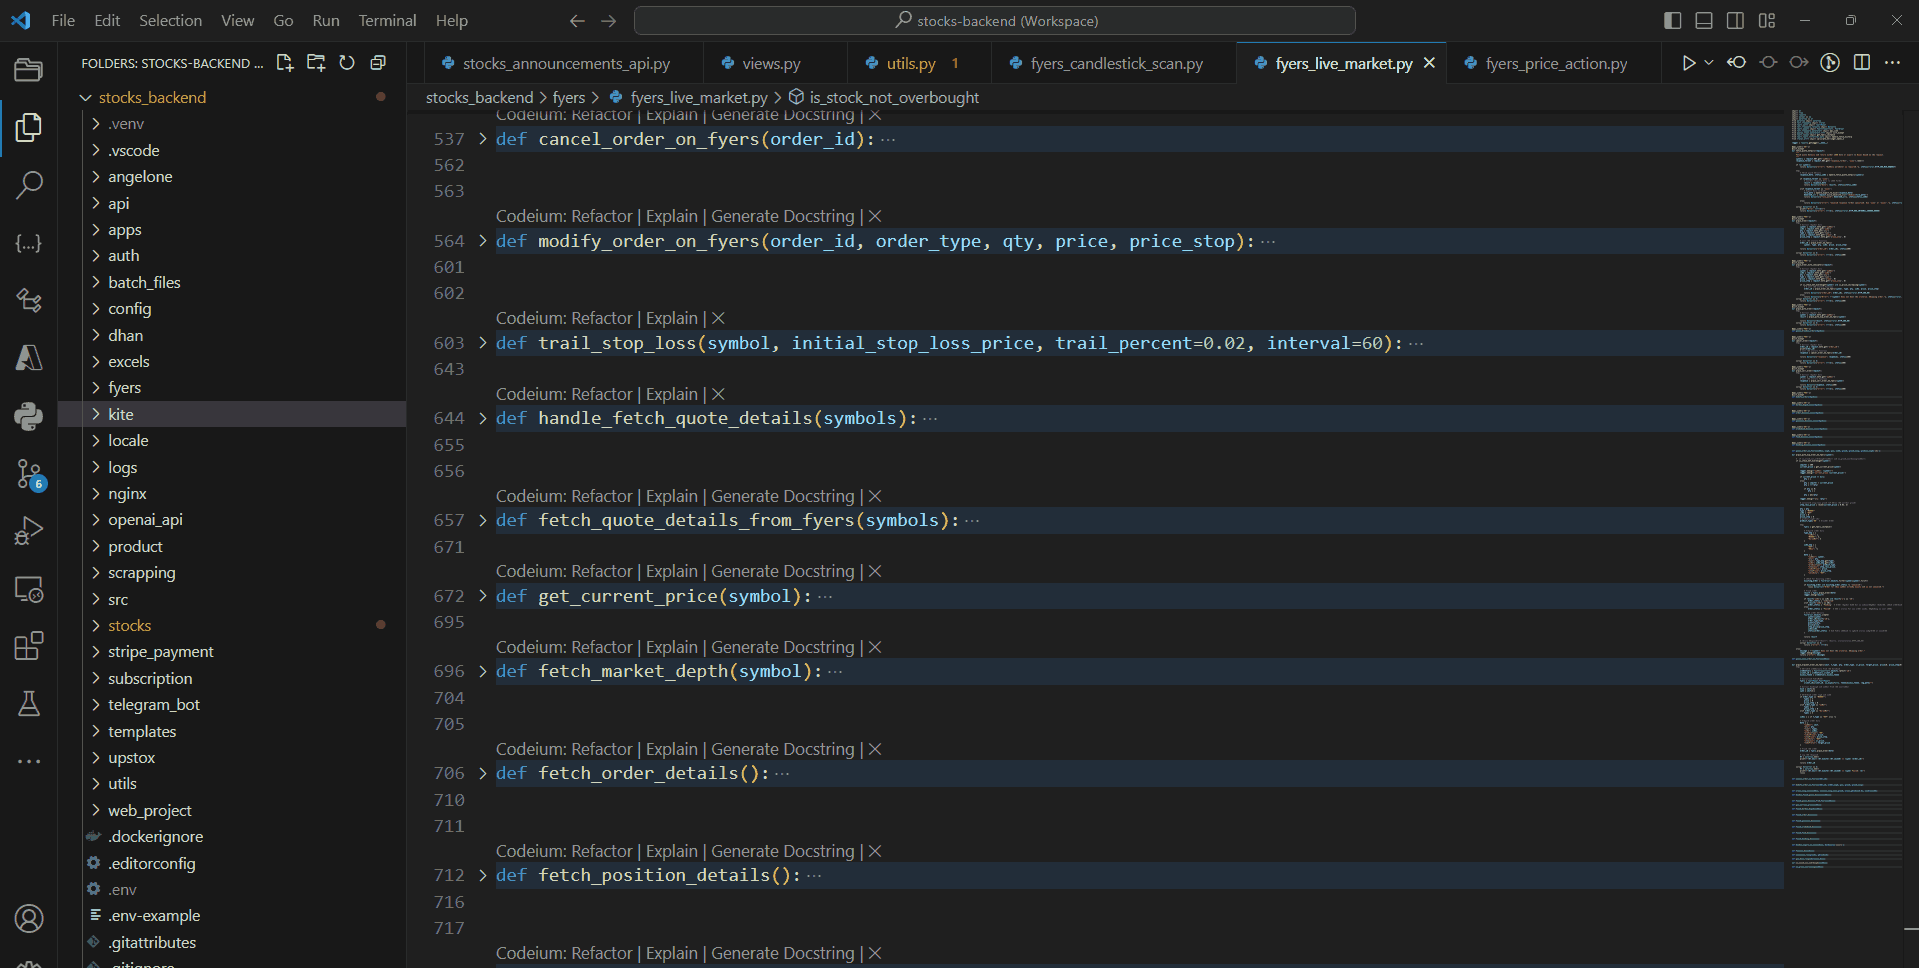 File Edit Selection View Go Run Terminal Help
stocks-backend (Workspace)
FOLDERS: STOCKS-BACKEND ...
stocks_announcements_api.py
views.py
utils.py 1
fyers_candlestick_scan.py
fyers_live_market.py
fyers_price_action.py
stocks_backend > fyers > fyers_live_market.py > is_stock_not_overbought
stocks_backend
.venv
.vscode
angelone
api
apps
auth
batch_files
config
dhan
excels
fyers
kite
locale
logs
nginx
openai_api
product
scrapping
src
stocks
stripe_payment
subscription
telegram_bot
templates
upstox
utils
web_project
.dockerignore
.editorconfig
.env
.env-example
.gitattributes
.gitignore
6
Codeium: Refactor | Explain | Generate Docstring | ×
537 > def cancel_order_on_fyers(order_id): ...
562
563
Codeium: Refactor | Explain | Generate Docstring | ×
564 > def modify_order_on_fyers(order_id, order_type, qty, price, price_stop): ...
601
602
Codeium: Refactor | Explain | ×
603 > def trail_stop_loss(symbol, initial_stop_loss_price, trail_percent=0.02, interval=60): ...
643
Codeium: Refactor | Explain | ×
644 > def handle_fetch_quote_details(symbols): ...
655
656
Codeium: Refactor | Explain | Generate Docstring | ×
657 > def fetch_quote_details_from_fyers(symbols): ...
671
Codeium: Refactor | Explain | Generate Docstring | ×
672 > def get_current_price(symbol): ...
695
Codeium: Refactor | Explain | Generate Docstring | ×
696 > def fetch_market_depth(symbol): ...
704
705
Codeium: Refactor | Explain | Generate Docstring | ×
706 > def fetch_order_details(): ...
710
711
Codeium: Refactor | Explain | Generate Docstring | ×
712 > def fetch_position_details(): ...
716
717
Codeium: Refactor | Explain | Generate Docstring | ×